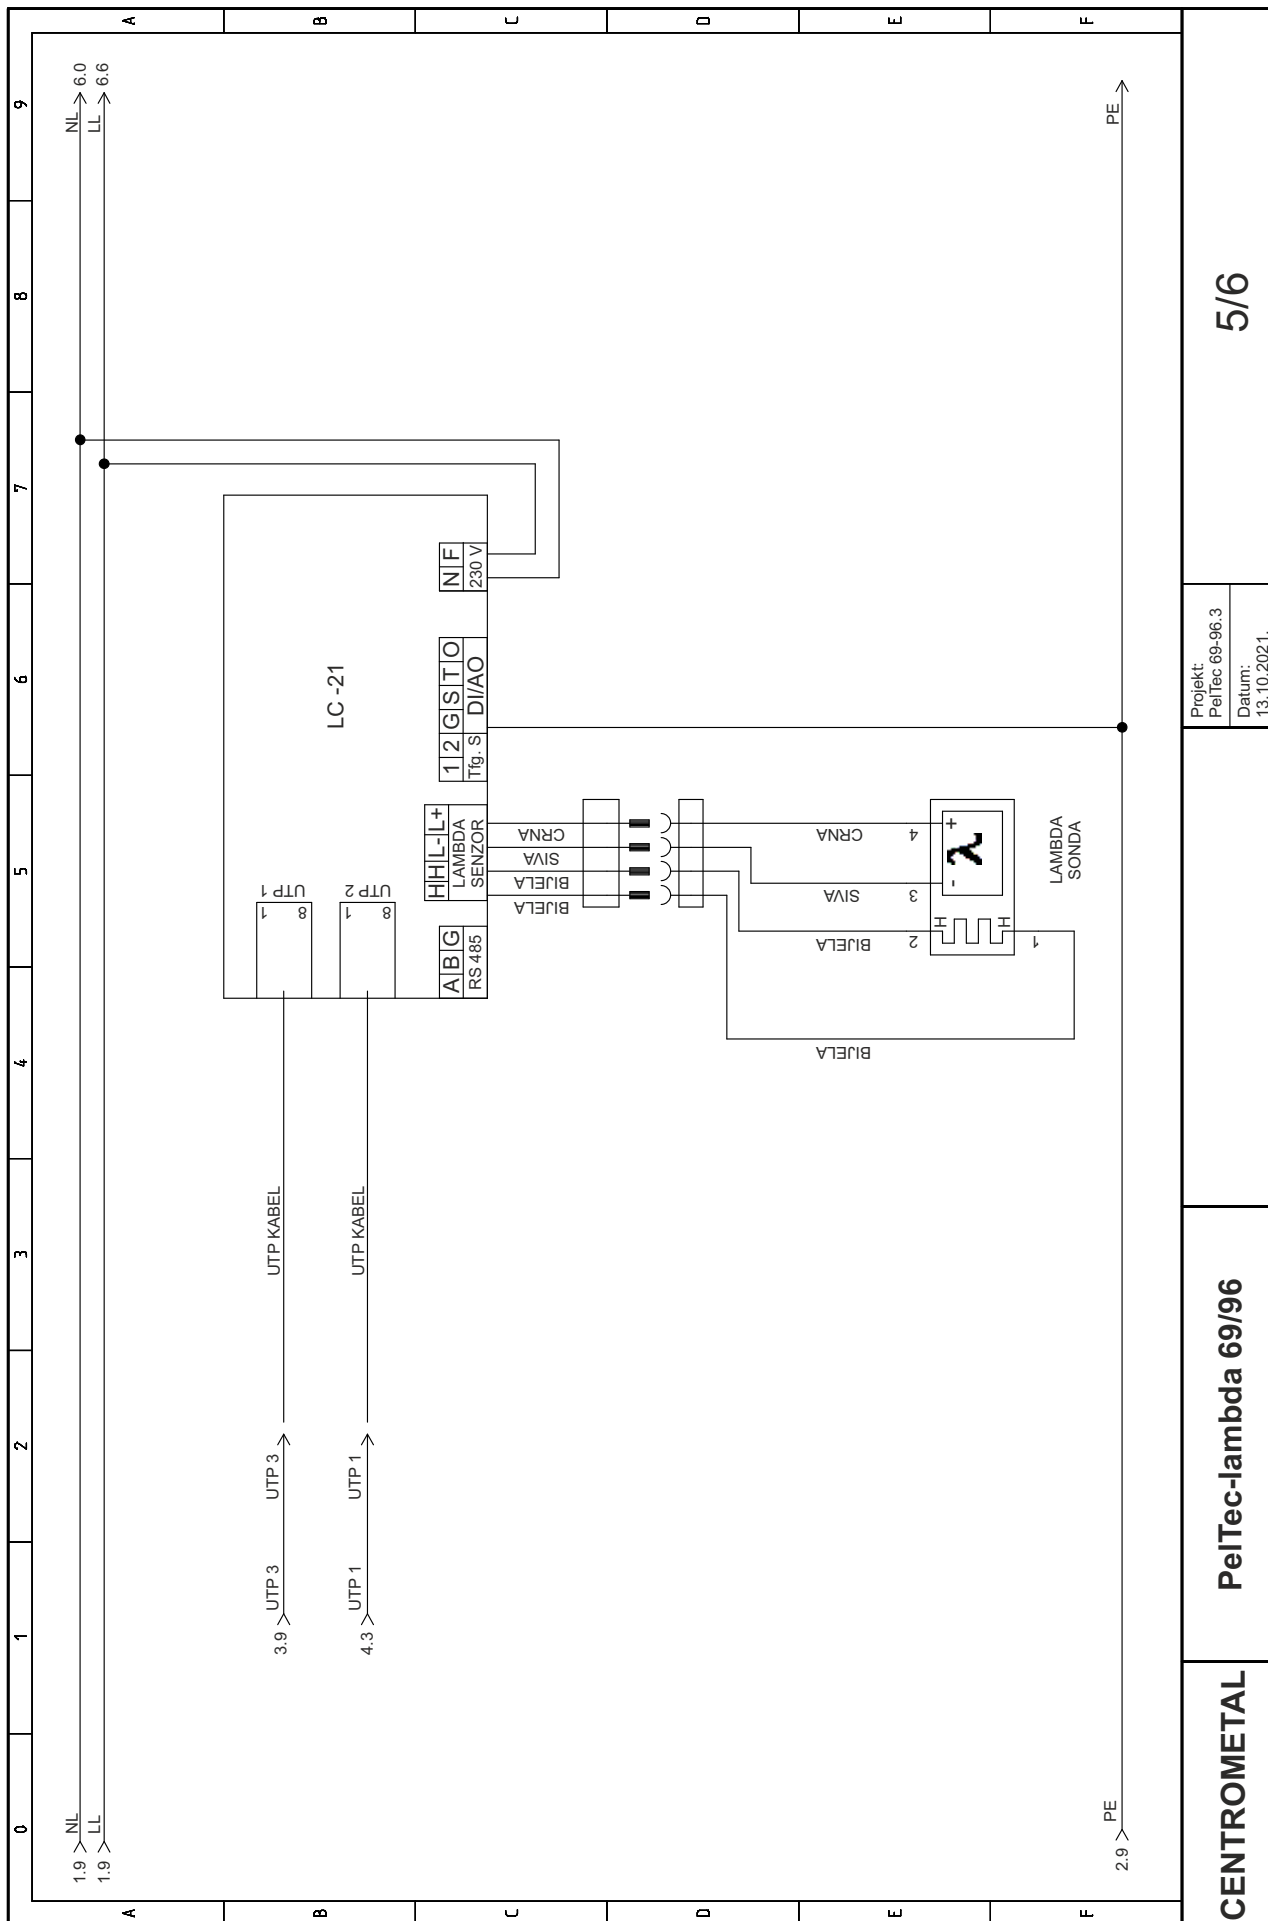 0 1 2 3 4 5 6 7 8 9
A
B
C
D
E
F
A
B
C
D
E
F
1.9 NL
1.9 LL
NL 6.0
LL 6.6
3.9 UTP 3 UTP 3 UTP KABEL
4.3 UTP 1 UTP 1 UTP KABEL
1 8 UTP 1
1 8 UTP 2
LC -21
A B G
RS 485
H H L- L+
LAMBDA
SENZOR
1 2 G S T O
Tfg. S DI/AO
N F
230 V
BIJELA
BIJELA
SIVA
CRNA
BIJELA
BIJELA
SIVA
CRNA
2 3 4
H - λ +
H
1
LAMBDA
SONDA
2.9 PE
PE
CENTROMETAL
PelTec-lambda 69/96
Projekt:
PelTec 69-96.3
Datum:
13.10.2021.
5/6